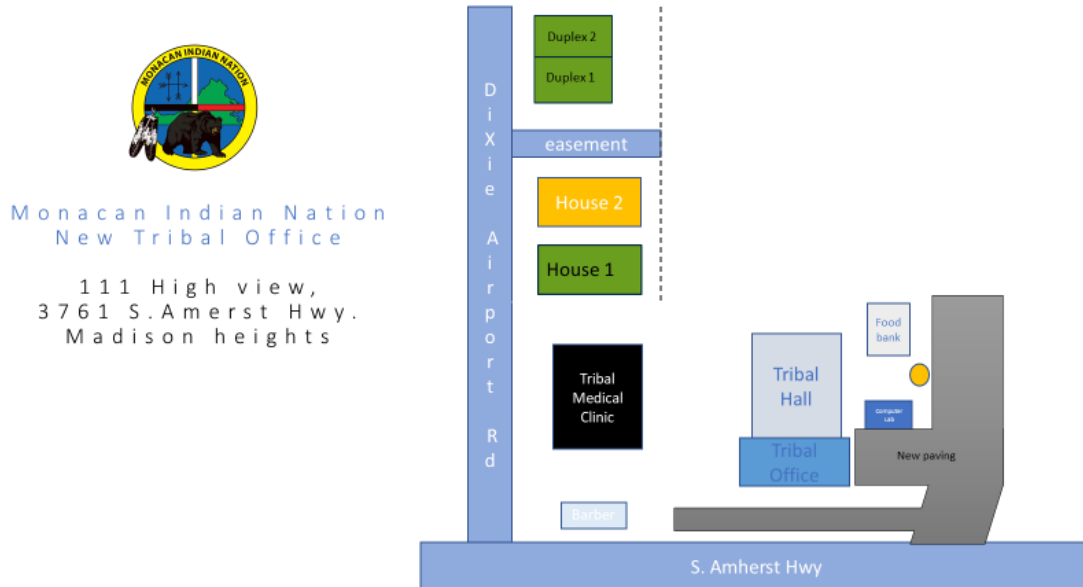 MONACAN INDIAN NATION
Monacan Indian Nation
New Tribal Office
111 High view,
3761 S.Amerst Hwy.
Madison heights
DiXie Airport Rd
Duplex 2
Duplex 1
easement
House 2
House 1
Tribal
Medical
Clinic
Barber
Tribal
Hall
Tribal
Office
Food
bank
Computer
Lab
New paving
S. Amherst Hwy